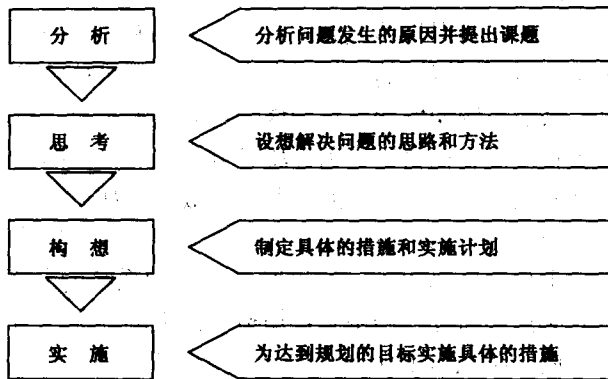 分析 分析问题发生的原因并提出课题
思考 设想解决问题的思路和方法
构想 制定具体的措施和实施计划
实施 为达到规划的目标实施具体的措施